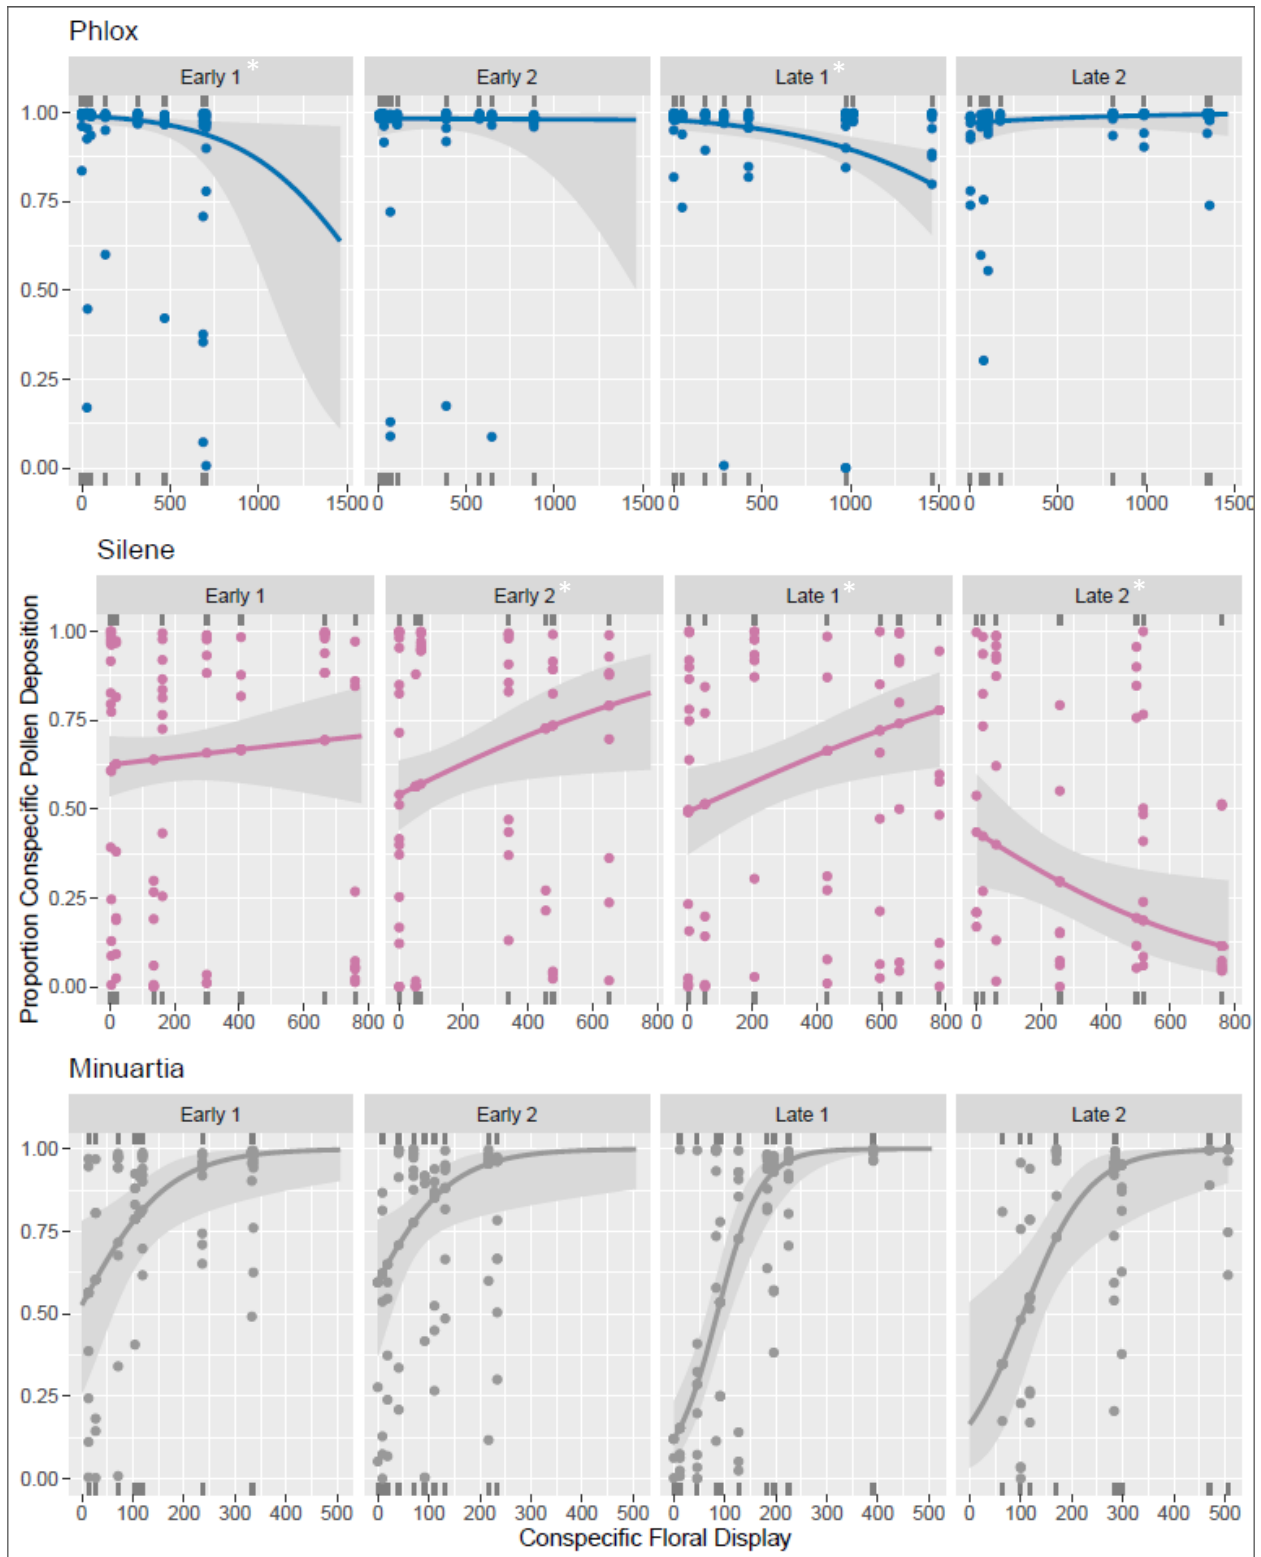 Phlox
Early 1 * Early 2 Late 1 * Late 2
1.00
0.75
0.50
0.25
0.00
0 500 1000 1500 0 500 1000 1500 0 500 1000 1500 0 500 1000 1500
Silene
Early 1 Early 2 * Late 1 * Late 2 *
Proportion Conspecific Pollen Deposition
1.00
0.75
0.50
0.25
0.00
0 200 400 600 800 0 200 400 600 800 0 200 400 600 800 0 200 400 600 800
Minuartia
Early 1 Early 2 Late 1 Late 2
1.00
0.75
0.50
0.25
0.00
0 100 200 300 400 500 0 100 200 300 400 500 0 100 200 300 400 500 0 100 200 300 400 500
Conspecific Floral Display